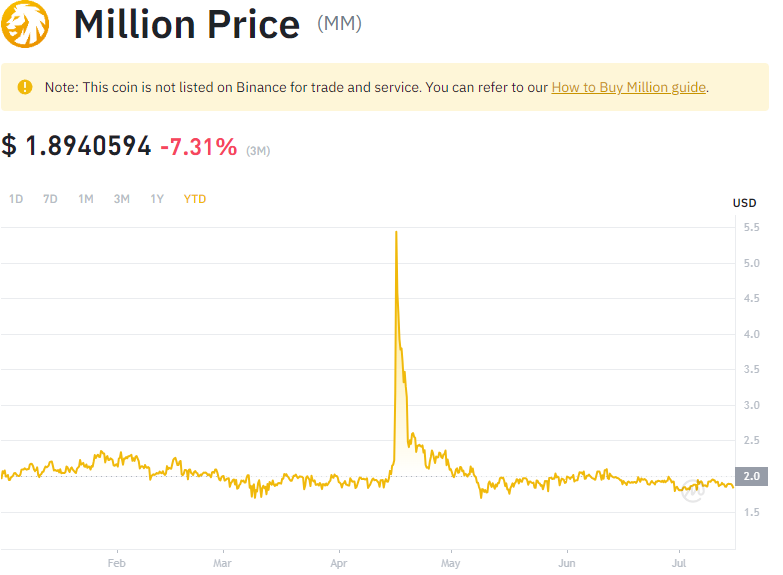 Million Price (MM)
Note: This coin is not listed on Binance for trade and service. You can refer to our How to Buy Million guide.
$ 1.8940594 -7.31% (3M)
1D 7D 1M 3M 1Y YTD
USD
5.5
5.0
4.5
4.0
3.5
3.0
2.5
2.0
1.5
Feb Mar Apr May Jun Jul